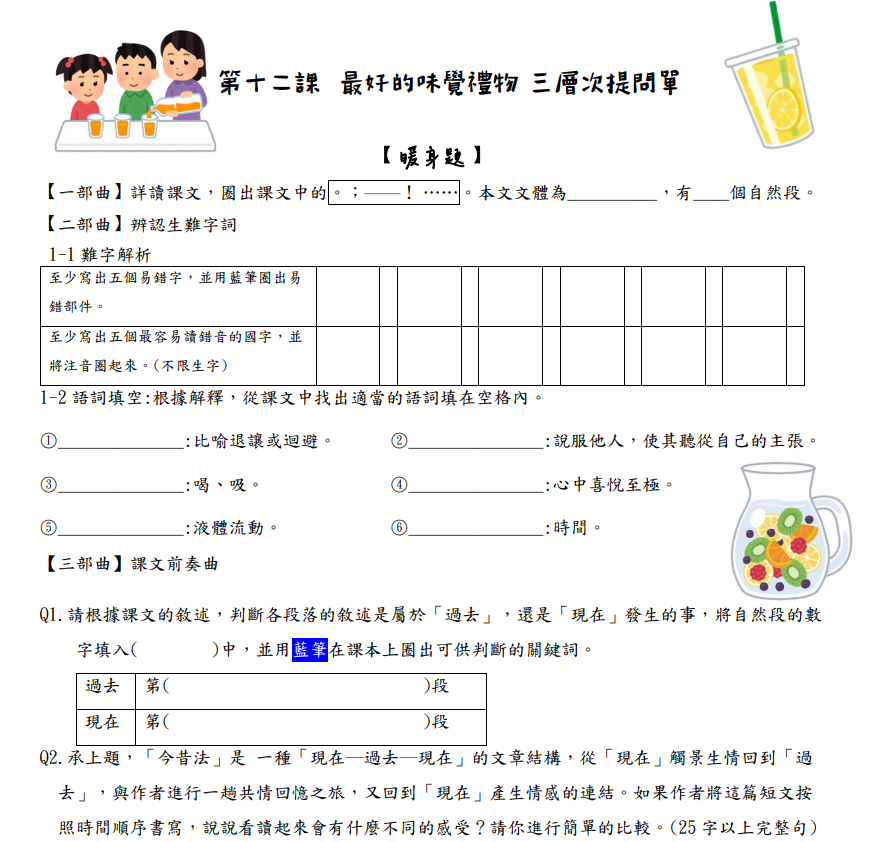 第十二課 最好的味覺禮物 三層次提問單
【暖身題】
【一部曲】詳讀課文，圈出課文中的。；——！……。本文文體為__________，有____個自然段。
【二部曲】辨認生難字詞
1-1 難字解析
至少寫出五個易錯字，並用藍筆圈出易
錯部件。
至少寫出五個最容易讀錯音的國字，並
將注音圈起來。(不限生字)
1-2 語詞填空:根據解釋，從課文中找出適當的語詞填在空格內。
①______________:比喻退讓或迴避。 ②_______________:說服他人，使其聽從自己的主張。
③______________:喝、吸。 ④_______________:心中喜悅至極。
⑤______________:液體流動。 ⑥_______________:時間。
【三部曲】課文前奏曲
Q1.請根據課文的敘述，判斷各段落的敘述是屬於「過去」，還是「現在」發生的事，將自然段的數
字填入( )中，並用藍筆在課本上圈出可供判斷的關鍵詞。
過去 第( )段
現在 第( )段
Q2.承上題，「今昔法」是 一種「現在—過去—現在」的文章結構，從「現在」觸景生情回到「過
去」，與作者進行一趟共情回憶之旅，又回到「現在」產生情感的連結。如果作者將這篇短文按
照時間順序書寫，說說看讀起來會有什麼不同的感受？請你進行簡單的比較。(25字以上完整句)